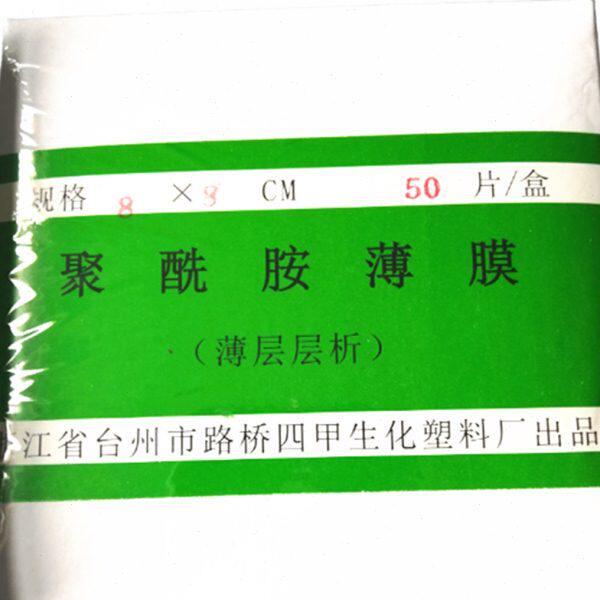 规格 8 × 8 CM 50 片/盒
聚酰胺薄膜
（薄层层析）
江省台州市路桥四甲生化塑料厂出品